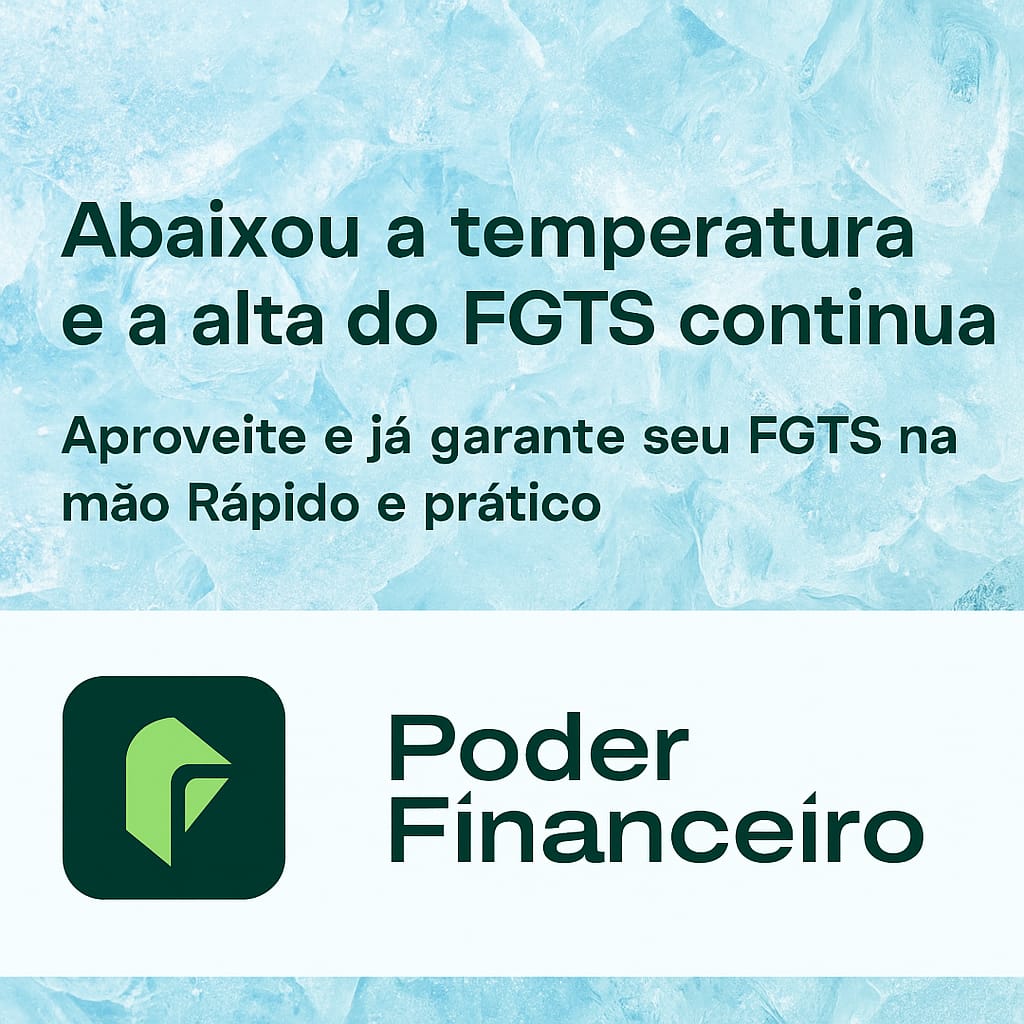 Abaixou a temperatura
e a alta do FGTS continua
Aproveite e já garante seu FGTS na
mão Rápido e prático
Poder
Financeiro